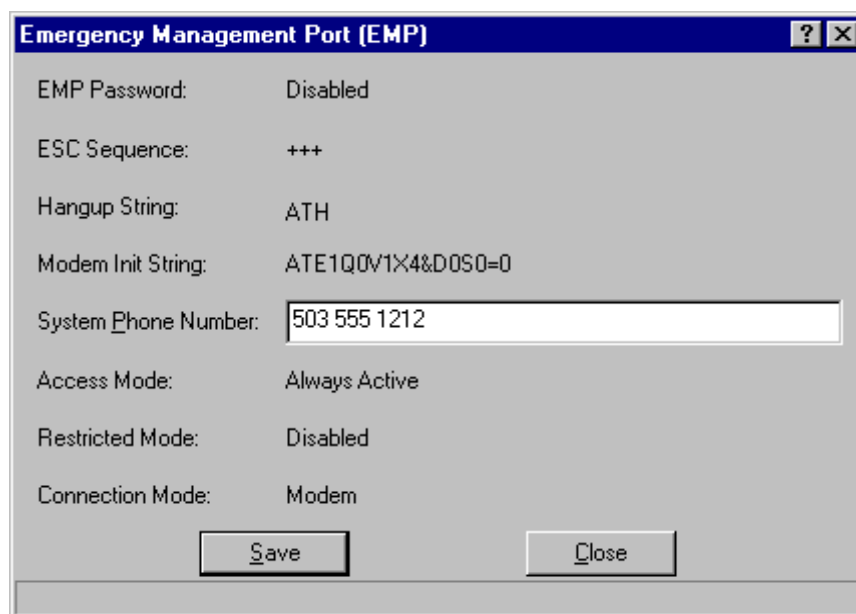 Emergency Management Port (EMP)
EMP Password: Disabled
ESC Sequence: +++
Hangup String: ATH
Modem Init String: ATE1Q0V1X4&D0S0=0
System Phone Number: 503 555 1212
Access Mode: Always Active
Restricted Mode: Disabled
Connection Mode: Modem
Save Close